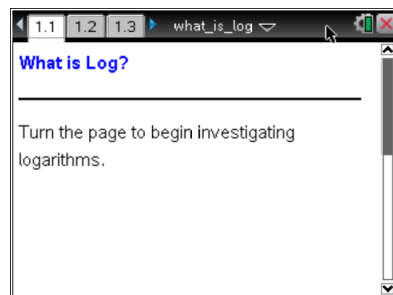 1.1 1.2 1.3 what_is_log
What is Log?
Turn the page to begin investigating
logarithms.